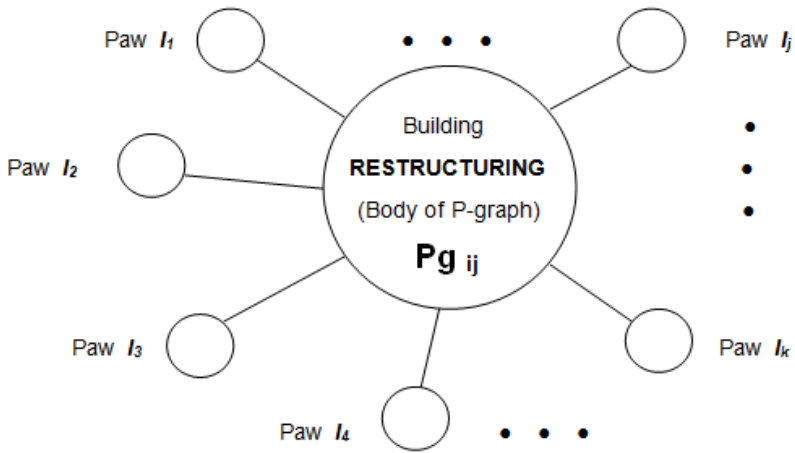 Paw I1
Paw Ij
Building
RESTRUCTURING
(Body of P-graph)
Pg ij
Paw I2
Paw I3
Paw Ik
Paw I4